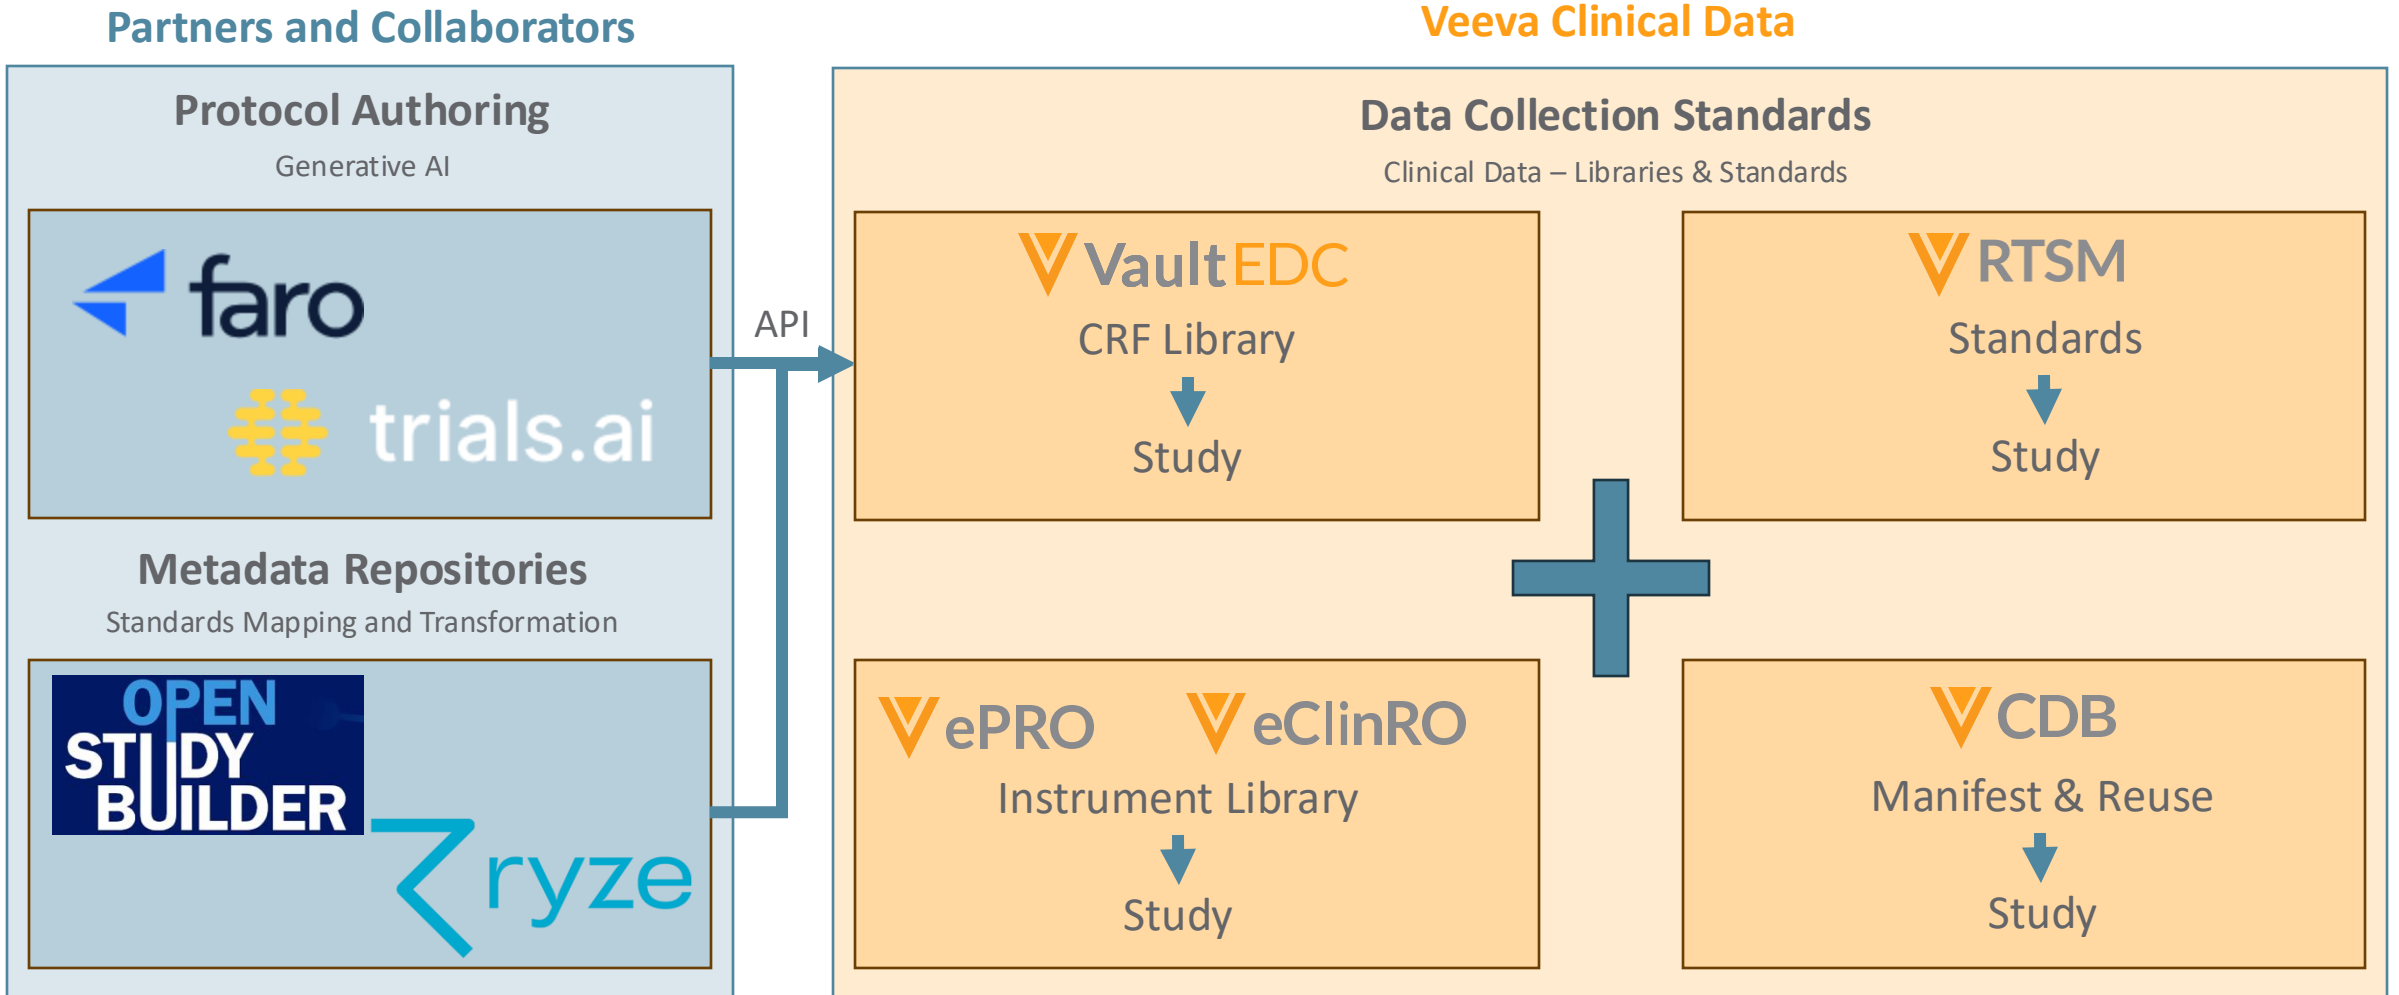 Partners and Collaborators
Protocol Authoring
Generative AI
faro
trials.ai
Metadata Repositories
Standards Mapping and Transformation
OPEN
STUDY
BUILDER
ryze
API
Veeva Clinical Data
Data Collection Standards
Clinical Data – Libraries & Standards
Vault EDC
CRF Library
Study
RTSM
Standards
Study
ePRO eClinRO
Instrument Library
Study
CDB
Manifest & Reuse
Study